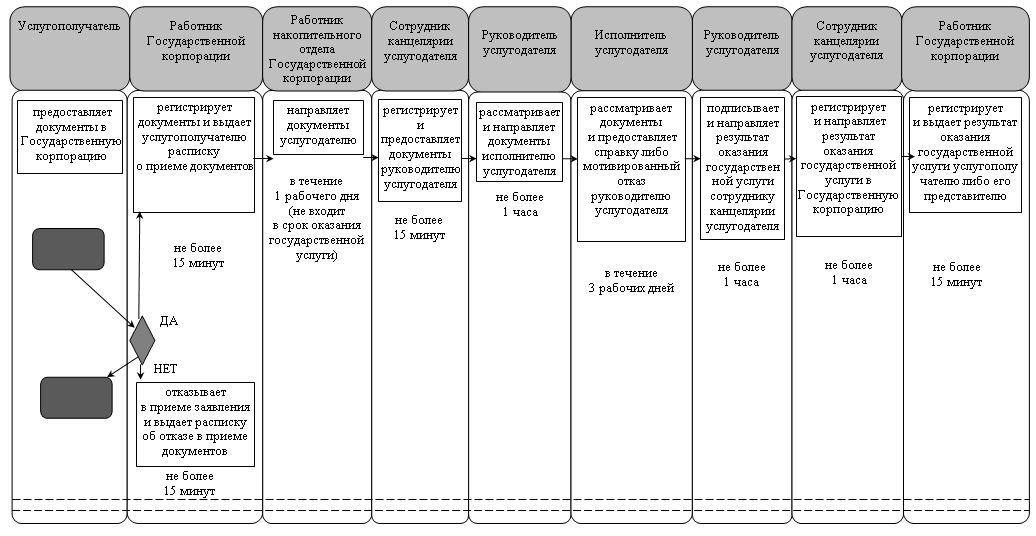 Услугополучатель
Работник
Государственной
корпорации
Работник
накопительного
отдела
Государственной
корпорации
Сотрудник
канцелярии
услугодателя
Руководитель
услугодателя
Исполнитель
услугодателя
Руководитель
услугодателя
Сотрудник
канцелярии
услугодателя
Работник
Государственной
корпорации
предоставляет
документы в
Государственную
корпорацию
регистрирует
документы и выдает
услугополучателю
расписку
о приеме документов
не более
15 минут
ДА
НЕТ
отказывает
в приеме заявления
и выдает расписку
об отказе в приеме
документов
не более
15 минут
направляет
документы
услугодателю
в течение
1 рабочего дня
(не входит
в срок оказания
государственной
услуги)
регистрирует
и
предоставляет
документы
руководителю
услугодателя
не более
15 минут
рассматривает
и направляет
документы
исполнителю
услугодателя
не более
1 часа
рассматривает
документы
и предоставляет
справку либо
мотивированный
отказ
руководителю
услугодателя
в течение
3 рабочих дней
подписывает
и направляет
результат
оказания
государствен
ной услуги
сотруднику
канцелярии
услугодателя
не более
1 часа
регистрирует
и направляет
результат
оказания
государственной
услуги в
Государственную
корпорацию
не более
1 часа
регистрирует
и выдает результат
оказания
государственной
услуги услугополу
чателю либо его
представителю
не более
15 минут